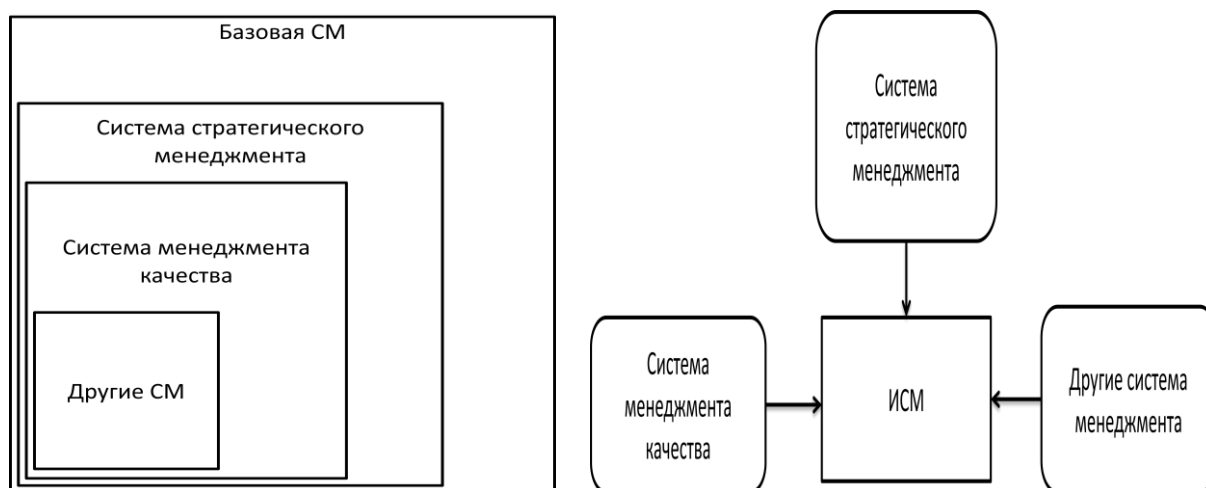 Базовая СМ
Система стратегического
менеджмента
Система менеджмента
качества
Другие СМ
Система
стратегического
менеджмента
Система
менеджмента
качества
ИСМ
Другие система
менеджмента